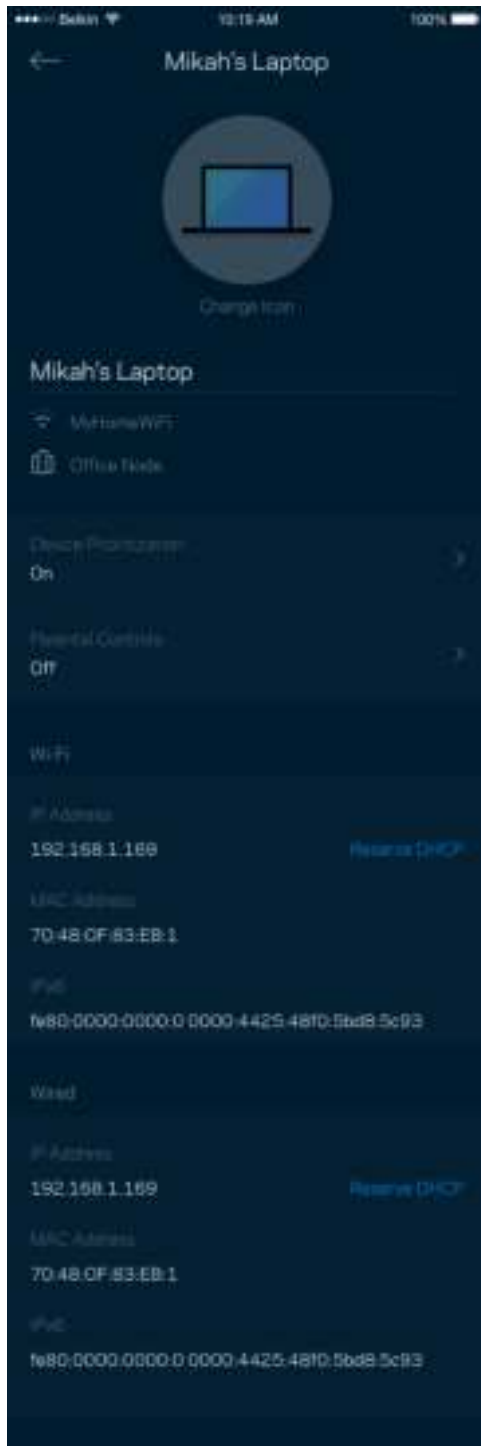 Belkin 10:19 AM 100%
Mikah's Laptop
Change Icon
Mikah's Laptop
MyHomeWiFi
Office Node
Device Prioritization
On
Parental Controls
Off
Wi-Fi
IP Address
192.168.1.169 Reserve DHCP
MAC Address
70:48:0F:83:EB:1
IPv6
fe80:0000:0000:0 0000:4425:48f0:5bd8:5c93
Wired
IP Address
192.168.1.169 Reserve DHCP
MAC Address
70:48:0F:83:EB:1
IPv6
fe80:0000:0000:0 0000:4425:48f0:5bd8:5c93